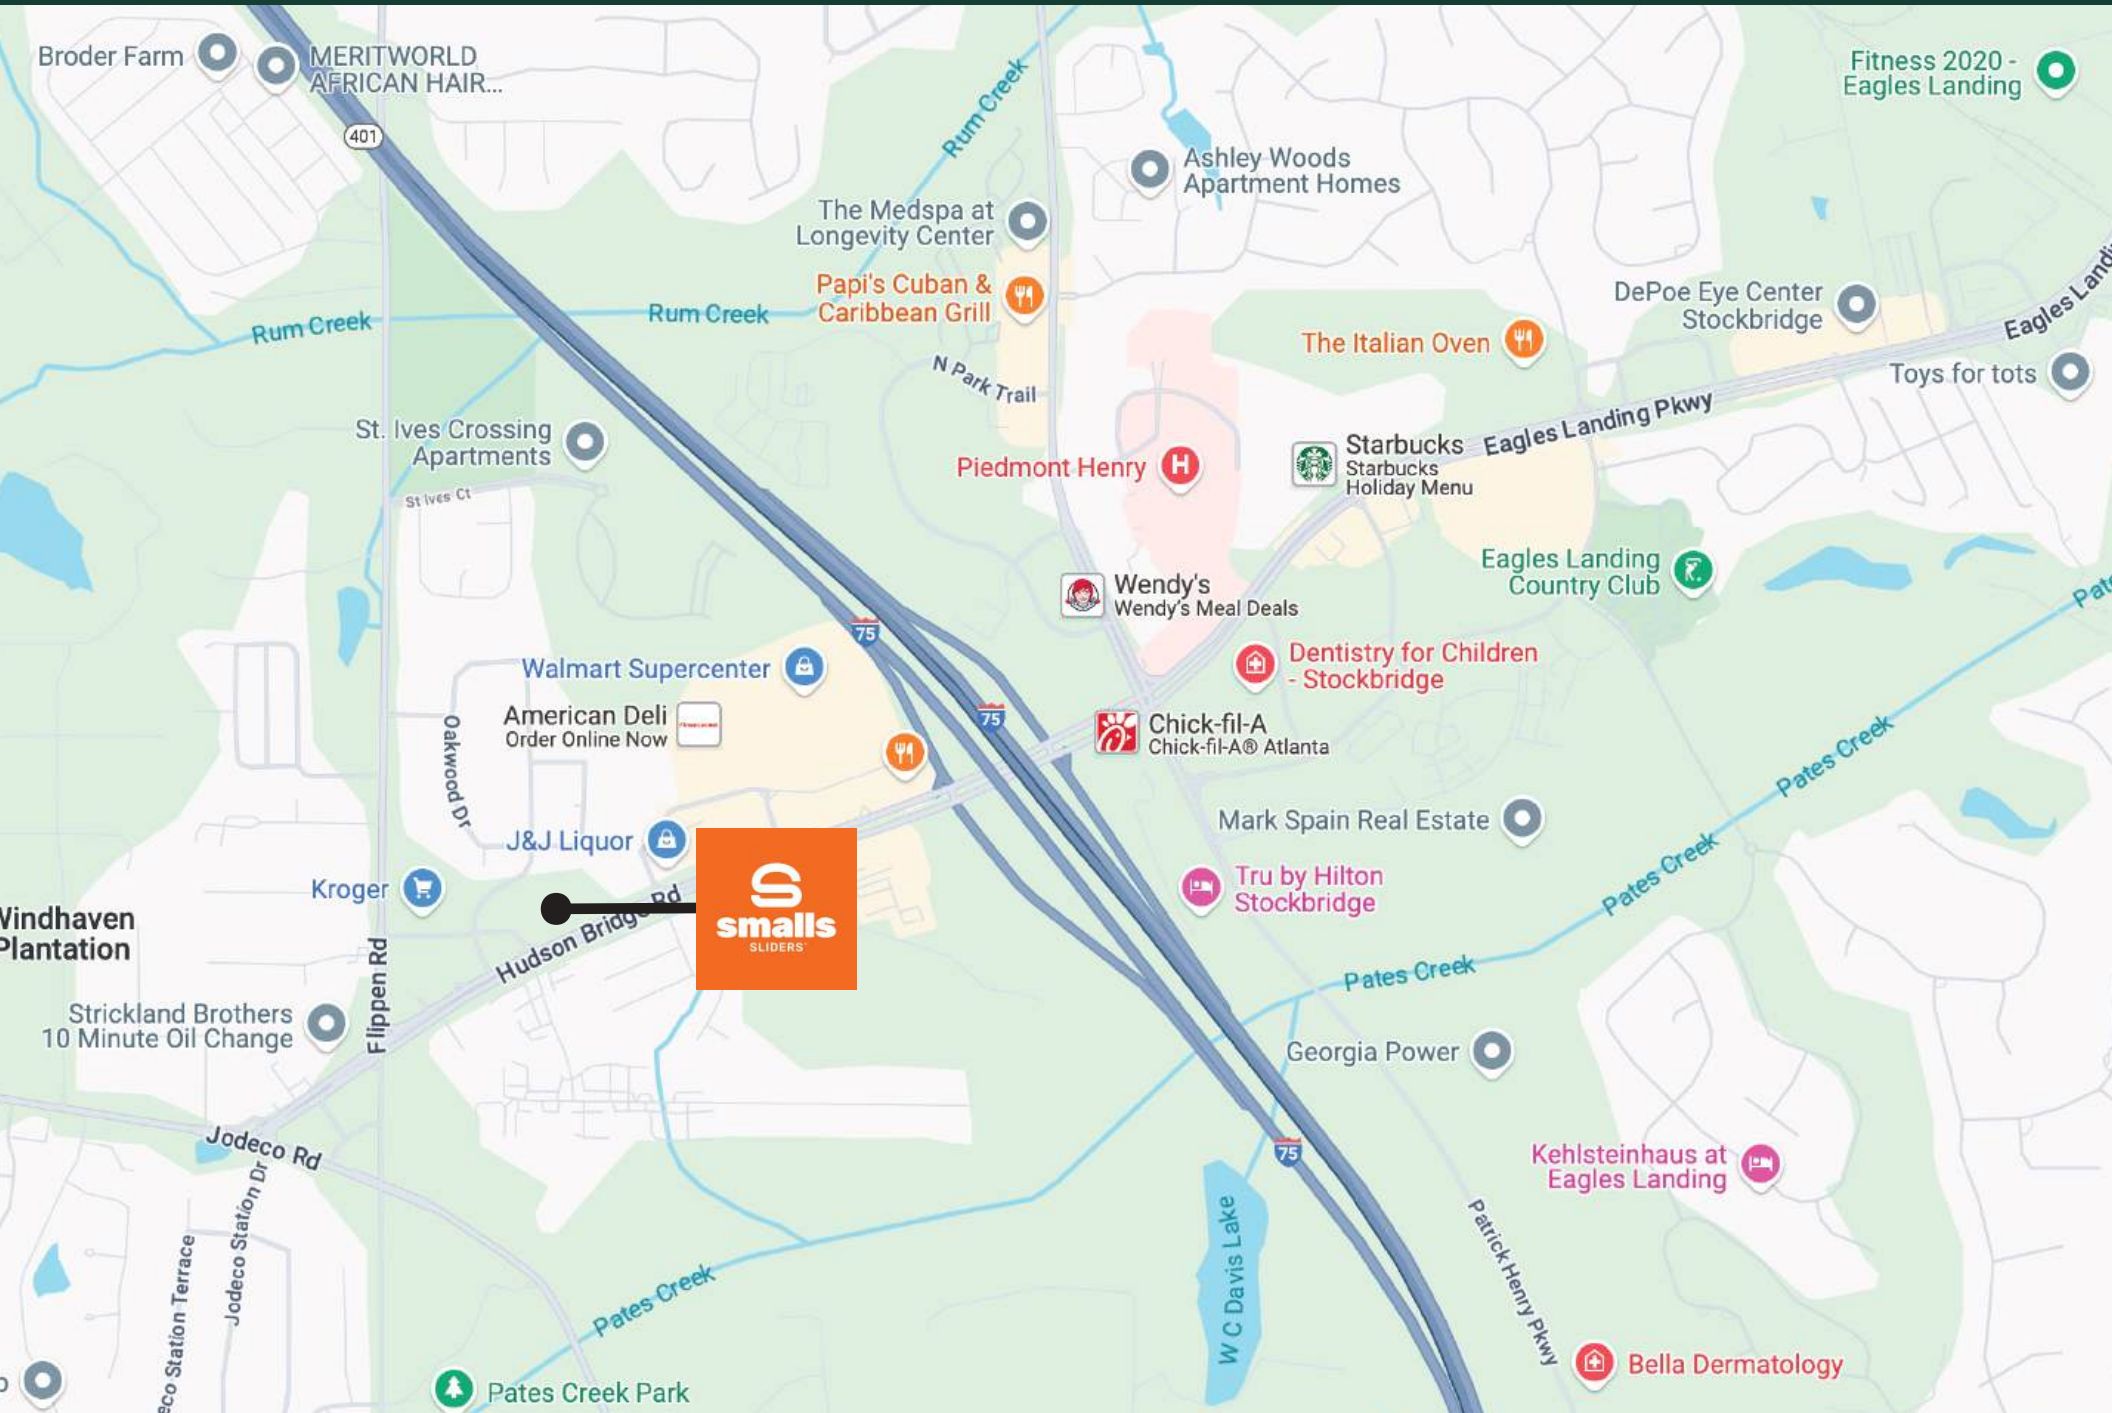 Broder Farm
MERITWORLD
AFRICAN HAIR...
401
Rum Creek
Fitness 2020 -
Eagles Landing
Ashley Woods
Apartment Homes
The Medspa at
Longevity Center
Papi's Cuban &
Caribbean Grill
Rum Creek
Rum Creek
N Park Trail
The Italian Oven
DePoe Eye Center
Stockbridge
Toys for tots
Eagles Landing Pkwy
St. Ives Crossing
Apartments
St Ives Ct
Piedmont Henry
H
Starbucks
Starbucks
Holiday Menu
Eagles Landing
Country Club
Wendy's
Wendy's Meal Deals
75
Walmart Supercenter
American Deli
Order Online Now
Oakwood Dr
75
Dentistry for Children
- Stockbridge
Chick-fil-A
Chick-fil-A® Atlanta
Pates Creek
J&J Liquor
Kroger
Hudson Bridge Rd
S
smalls
SLIDERS
Mark Spain Real Estate
Tru by Hilton
Stockbridge
Pates Creek
Pates Creek
Plantation
Flippen Rd
Strickland Brothers
10 Minute Oil Change
Georgia Power
Jodeco Rd
Jodeco Station Dr
75
Kehlsteinhaus at
Eagles Landing
W C Davis Lake
Patrick Henry Pkwy
Station Terrace
Pates Creek
Pates Creek Park
Bella Dermatology